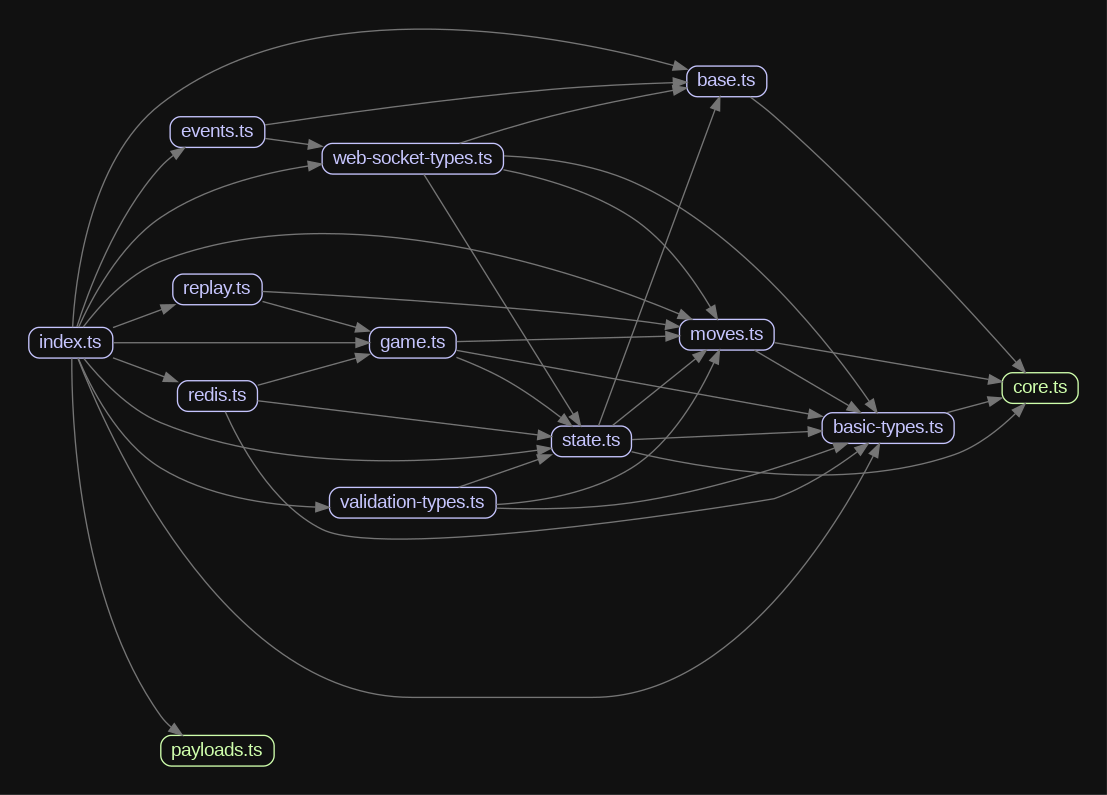 base.ts
events.ts
web-socket-types.ts
replay.ts
index.ts
game.ts
moves.ts
redis.ts
core.ts
state.ts
basic-types.ts
validation-types.ts
payloads.ts